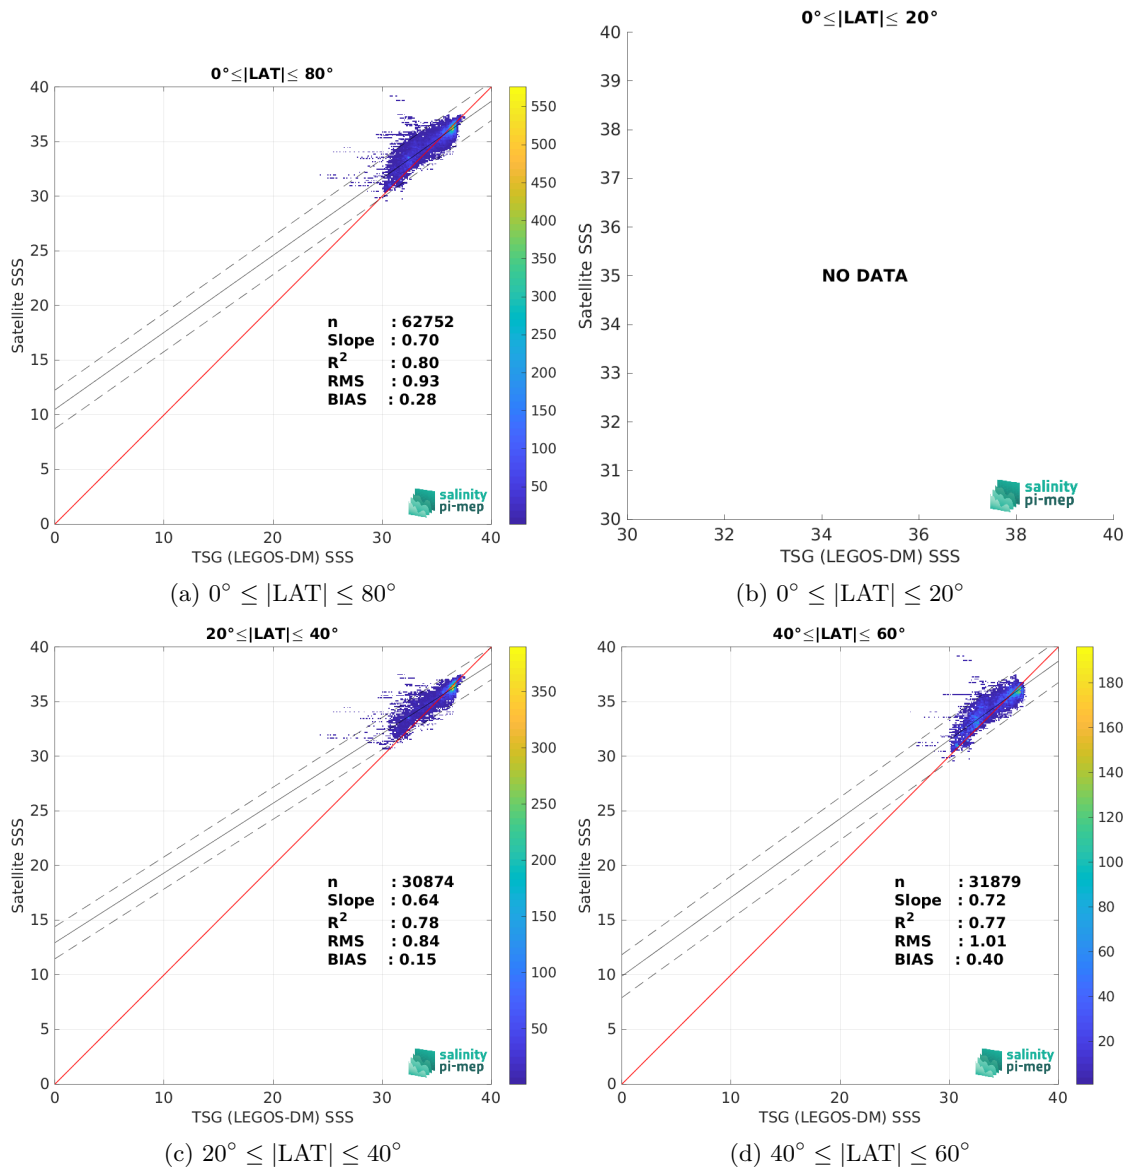 0°≤|LAT|≤ 80°
40
35
30
25
20
15
10
5
0
Satellite SSS
n : 62752
Slope : 0.70
R2 : 0.80
RMS : 0.93
BIAS : 0.28
salinity
pi-mep
0 10 20 30 40
TSG (LEGOS-DM) SSS
550
500
450
400
350
300
250
200
150
100
50
(a) 0° ≤ |LAT| ≤ 80°
0°≤|LAT|≤ 20°
40
39
38
37
36
35
34
33
32
31
30
Satellite SSS
NO DATA
salinity
pi-mep
30 32 34 36 38 40
TSG (LEGOS-DM) SSS
(b) 0° ≤ |LAT| ≤ 20°
20°≤|LAT|≤ 40°
40
35
30
25
20
15
10
5
0
Satellite SSS
n : 30874
Slope : 0.64
R2 : 0.78
RMS : 0.84
BIAS : 0.15
salinity
pi-mep
0 10 20 30 40
TSG (LEGOS-DM) SSS
350
300
250
200
150
100
50
(c) 20° ≤ |LAT| ≤ 40°
40°≤|LAT|≤ 60°
40
35
30
25
20
15
10
5
0
Satellite SSS
n : 31879
Slope : 0.72
R2 : 0.77
RMS : 1.01
BIAS : 0.40
salinity
pi-mep
0 10 20 30 40
TSG (LEGOS-DM) SSS
180
160
140
120
100
80
60
40
20
(d) 40° ≤ |LAT| ≤ 60°